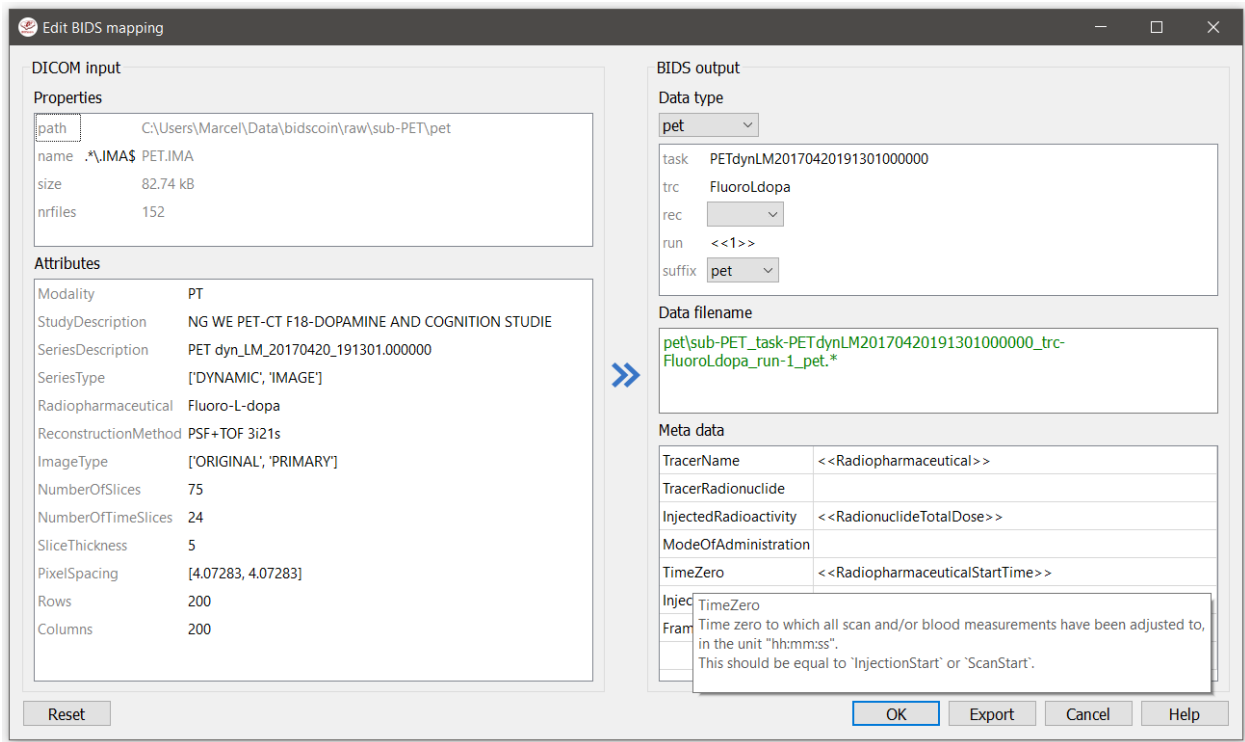 Edit BIDS mapping
DICOM input
Properties
path C:\Users\Marcel\Data\bidscoin\raw\sub-PET\pet
name .*\.IMA$ PET.IMA
size 82.74 kB
nrfiles 152
Attributes
Modality PT
StudyDescription NG WE PET-CT F18-DOPAMINE AND COGNITION STUDIE
SeriesDescription PET dyn_LM_20170420_191301.000000
SeriesType ['DYNAMIC', 'IMAGE']
Radiopharmaceutical Fluoro-L-dopa
ReconstructionMethod PSF+TOF 3i21s
ImageType ['ORIGINAL', 'PRIMARY']
NumberOfSlices 75
NumberOfTimeSlices 24
SliceThickness 5
PixelSpacing [4.07283, 4.07283]
Rows 200
Columns 200
BIDS output
Data type
pet
task PETdynLM20170420191301000000
trc FluoroLdopa
rec
run <<1>>
suffix pet
Data filename
pet\sub-PET_task-PETdynLM20170420191301000000_trc-
FluoroLdopa_run-1_pet.*
Meta data
TracerName <<Radiopharmaceutical>>
TracerRadionuclide
InjectedRadioactivity <<RadionuclideTotalDose>>
ModeOfAdministration
TimeZero <<RadiopharmaceuticalStartTime>>
Injec
Fram
TimeZero
Time zero to which all scan and/or blood measurements have been adjusted to,
in the unit "hh:mm:ss".
This should be equal to `InjectionStart` or `ScanStart`.
Reset
OK Export Cancel Help